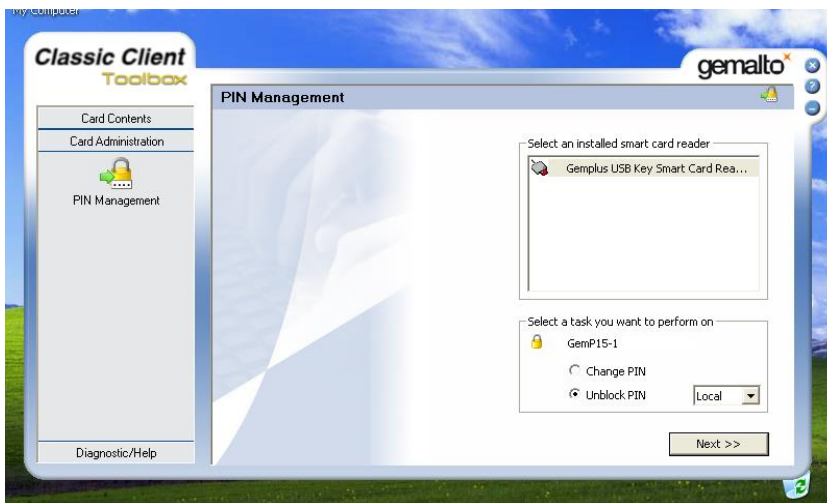 My Computer
Classic Client
Toolbox
gemalto
PIN Management
Card Contents
Card Administration
PIN Management
Diagnostic/Help
Select an installed smart card reader
Gemplus USB Key Smart Card Rea...
Select a task you want to perform on
GemP15-1
Change PIN
Unblock PIN
Local
Next >>